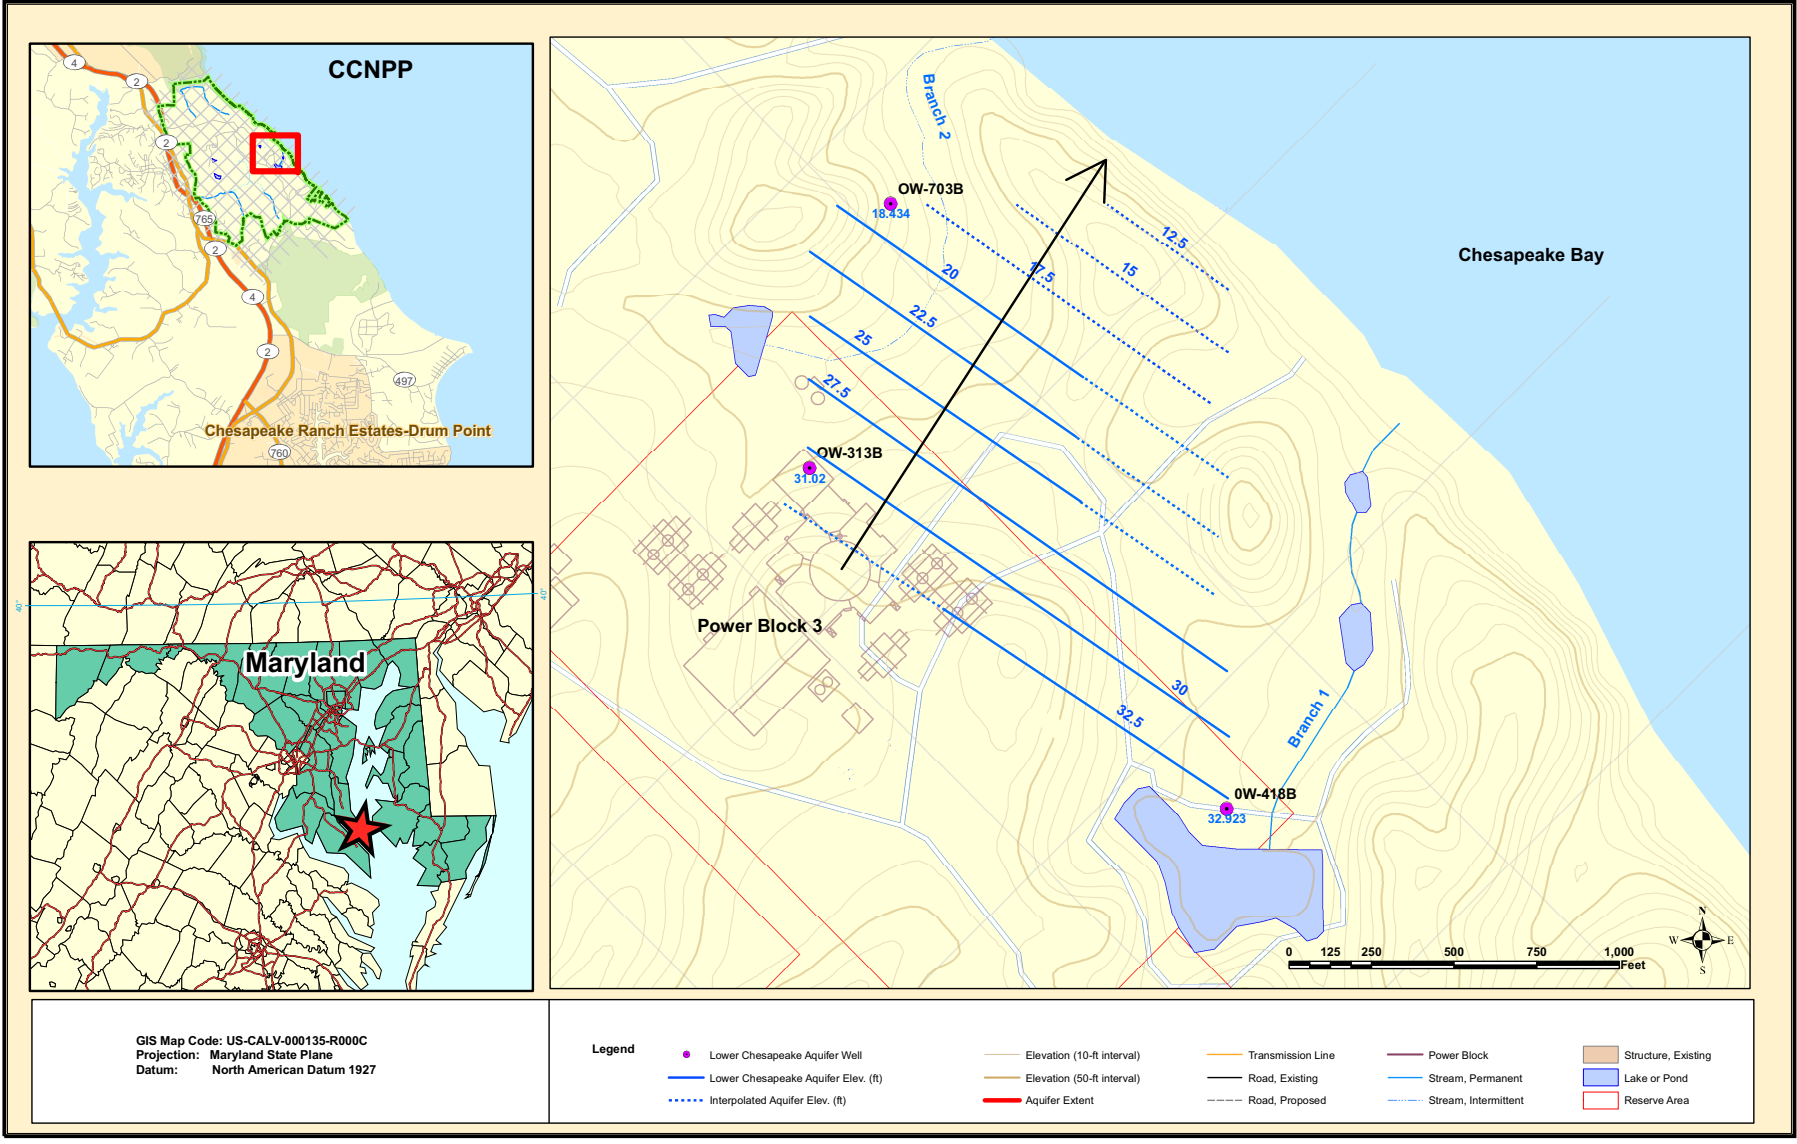 CCNPP
4
2
2
765
2
4
2
497
760
Chesapeake Ranch Estates-Drum Point
40°
40°
Maryland
Branch 2
OW-703B
18.434
12.5
15
17.5
20
22.5
25
27.5
Chesapeake Bay
OW-313B
31.02
Power Block 3
30
32.5
Branch 1
0W-418B
32.923
N
W E
S
0 125 250 500 750 1,000
Feet
GIS Map Code: US-CALV-000135-R000C
Projection: Maryland State Plane
Datum: North American Datum 1927
Legend
Lower Chesapeake Aquifer Well
Lower Chesapeake Aquifer Elev. (ft)
Interpolated Aquifer Elev. (ft)
Elevation (10-ft interval)
Elevation (50-ft interval)
Aquifer Extent
Transmission Line
Road, Existing
Road, Proposed
Power Block
Stream, Permanent
Stream, Intermittent
Structure, Existing
Lake or Pond
Reserve Area